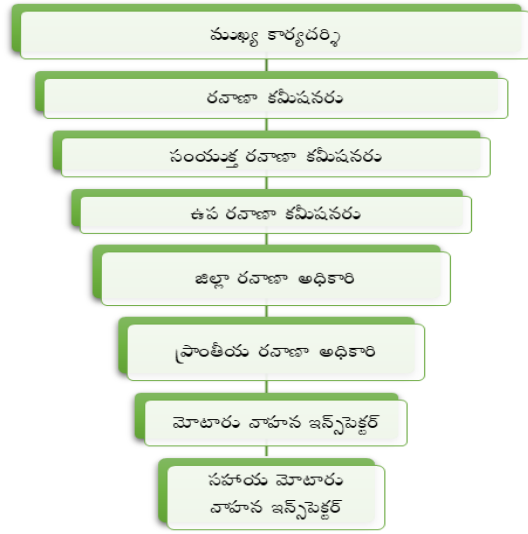 ముఖ్య కార్యదర్శి
రవాణా కమీషనరు
సంయుక్త రవాణా కమీషనరు
ఉప రవాణా కమీషనరు
జిల్లా రవాణా అధికారి
ప్రాంతీయ రవాణా అధికారి
మోటారు వాహన ఇన్స్‌పెక్టర్
సహాయ మోటారు
వాహన ఇన్స్‌పెక్టర్